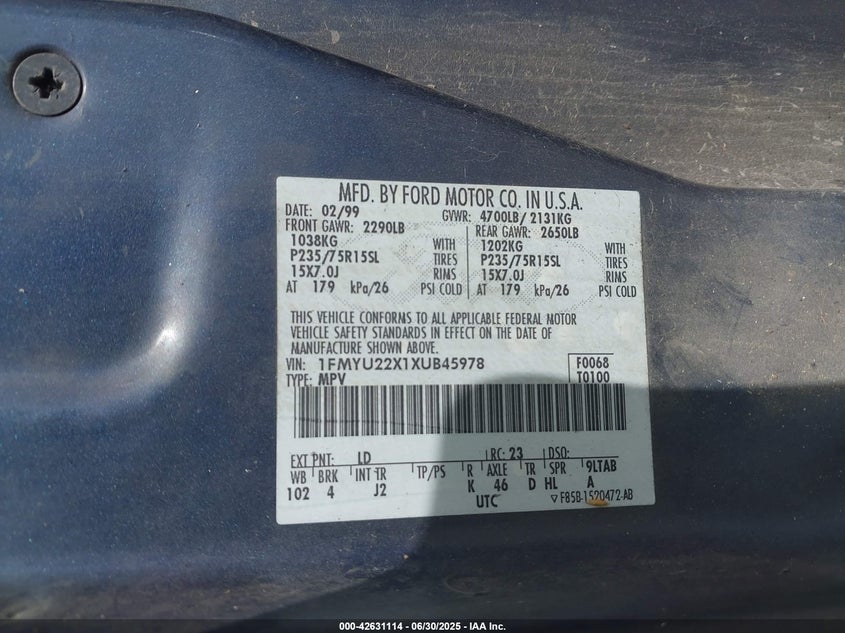 MFD. BY FORD MOTOR CO. IN U.S.A.
DATE: 02/99 GVWR: 4700LB/ 2131KG
FRONT GAWR: 2290LB REAR GAWR: 2650LB
1038KG WITH 1202KG WITH
P235/75R15SL TIRES P235/75R15SL TIRES
15X7.0J RIMS 15X7.0J RIMS
AT 179 kPa/26 PSI COLD AT 179 kPa/26 PSI COLD
THIS VEHICLE CONFORMS TO ALL APPLICABLE FEDERAL MOTOR
VEHICLE SAFETY STANDARDS IN EFFECT ON THE DATE OF
MANUFACTURE SHOWN ABOVE.
VIN: 1FMYU22X1XUB45978 F0068
TYPE: MPV T0100
EXT PNT: LD RC: 23 DSO:
WB BRK INT TR TP/PS R AXLE TR SPR 9LTAB
102 4 J2 K 46 D HL A
UTC F85B-1520472-AB
000-42631114 - 06/30/2025 - IAA Inc.